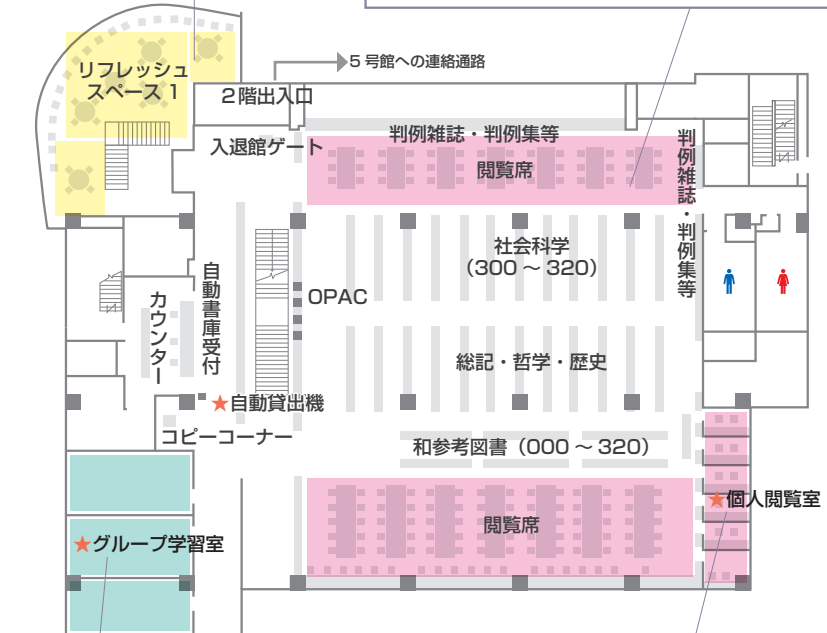 5号館への連絡通路
リフレッシュ
スペース 1
2階出入口
入退館ゲート
判例雑誌・判例集等
閲覧席
判例雑誌・判例集等
社会科学
（300 ～ 320）
OPAC
自動書庫受付
カウンター
総記・哲学・歴史
★自動貸出機
コピーコーナー
和参考図書（000 ～ 320）
閲覧席
★個人閲覧室
★グループ学習室